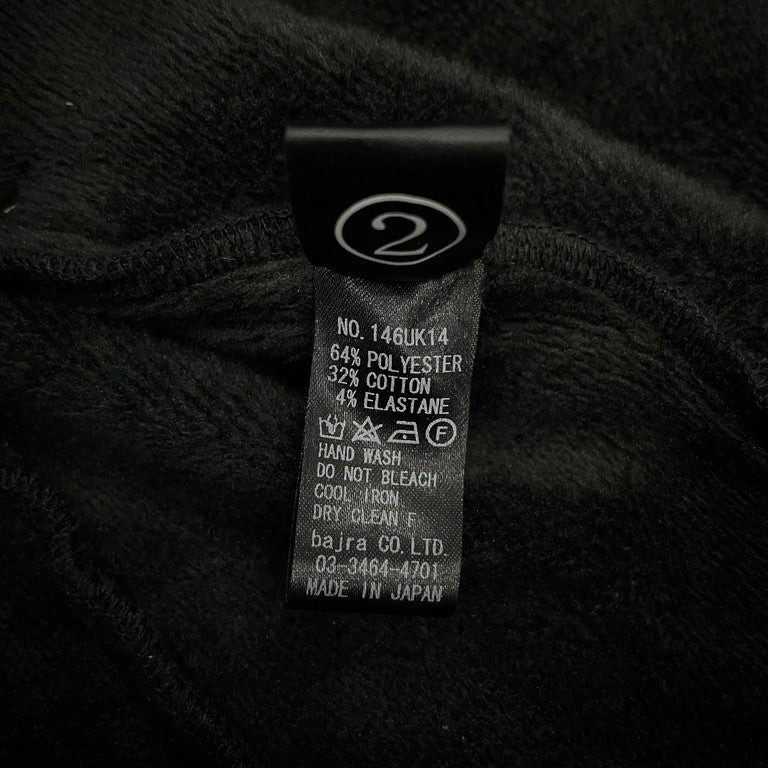 2
NO. 146UK14
64% POLYESTER
32% COTTON
4% ELASTANE
F
HAND WASH
DO NOT BLEACH
COOL IRON
DRY CLEAN F
bajra CO.LTD.
03-3464-4701
MADE IN JAPAN